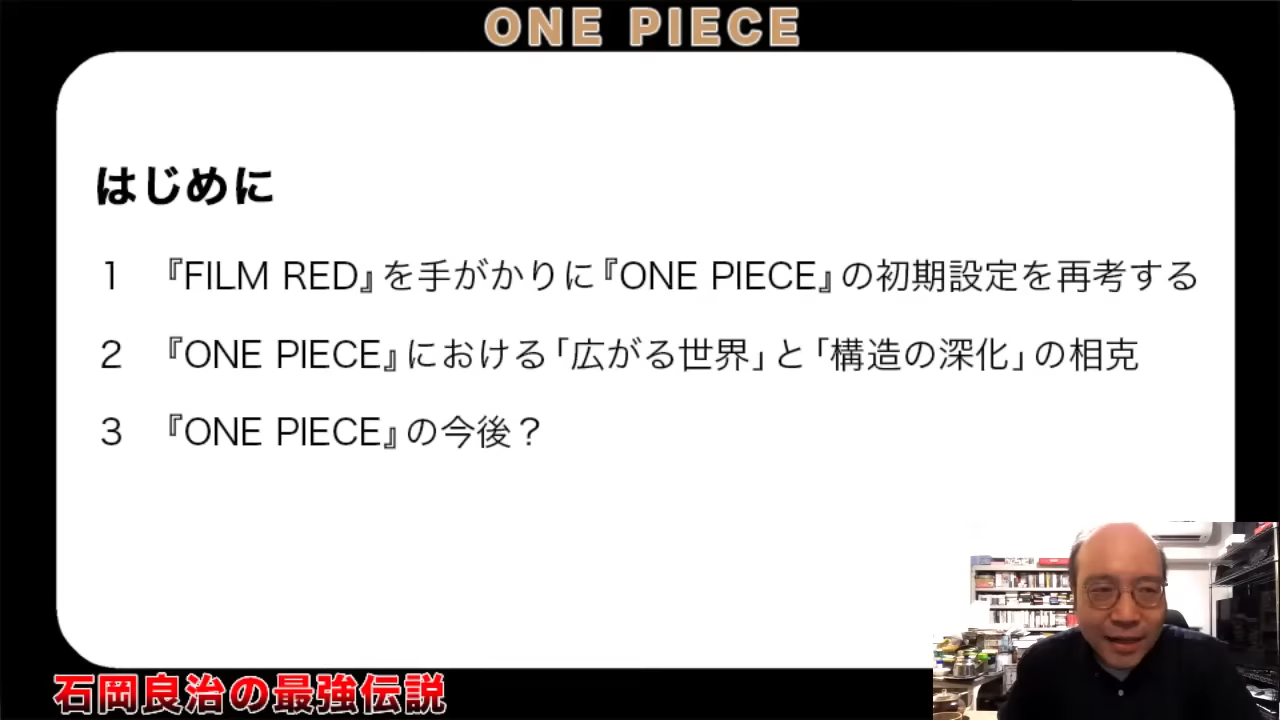 ONE PIECE
はじめに
1 『FILM RED』を手がかりに『ONE PIECE』の初期設定を再考する
2 『ONE PIECE』における「広がる世界」と「構造の深化」の相克
3 『ONE PIECE』の今後？
石岡良治の最強伝説